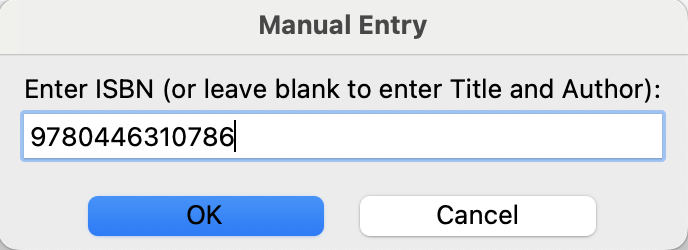 Manual Entry
Enter ISBN (or leave blank to enter Title and Author):
9780446310786
OK
Cancel